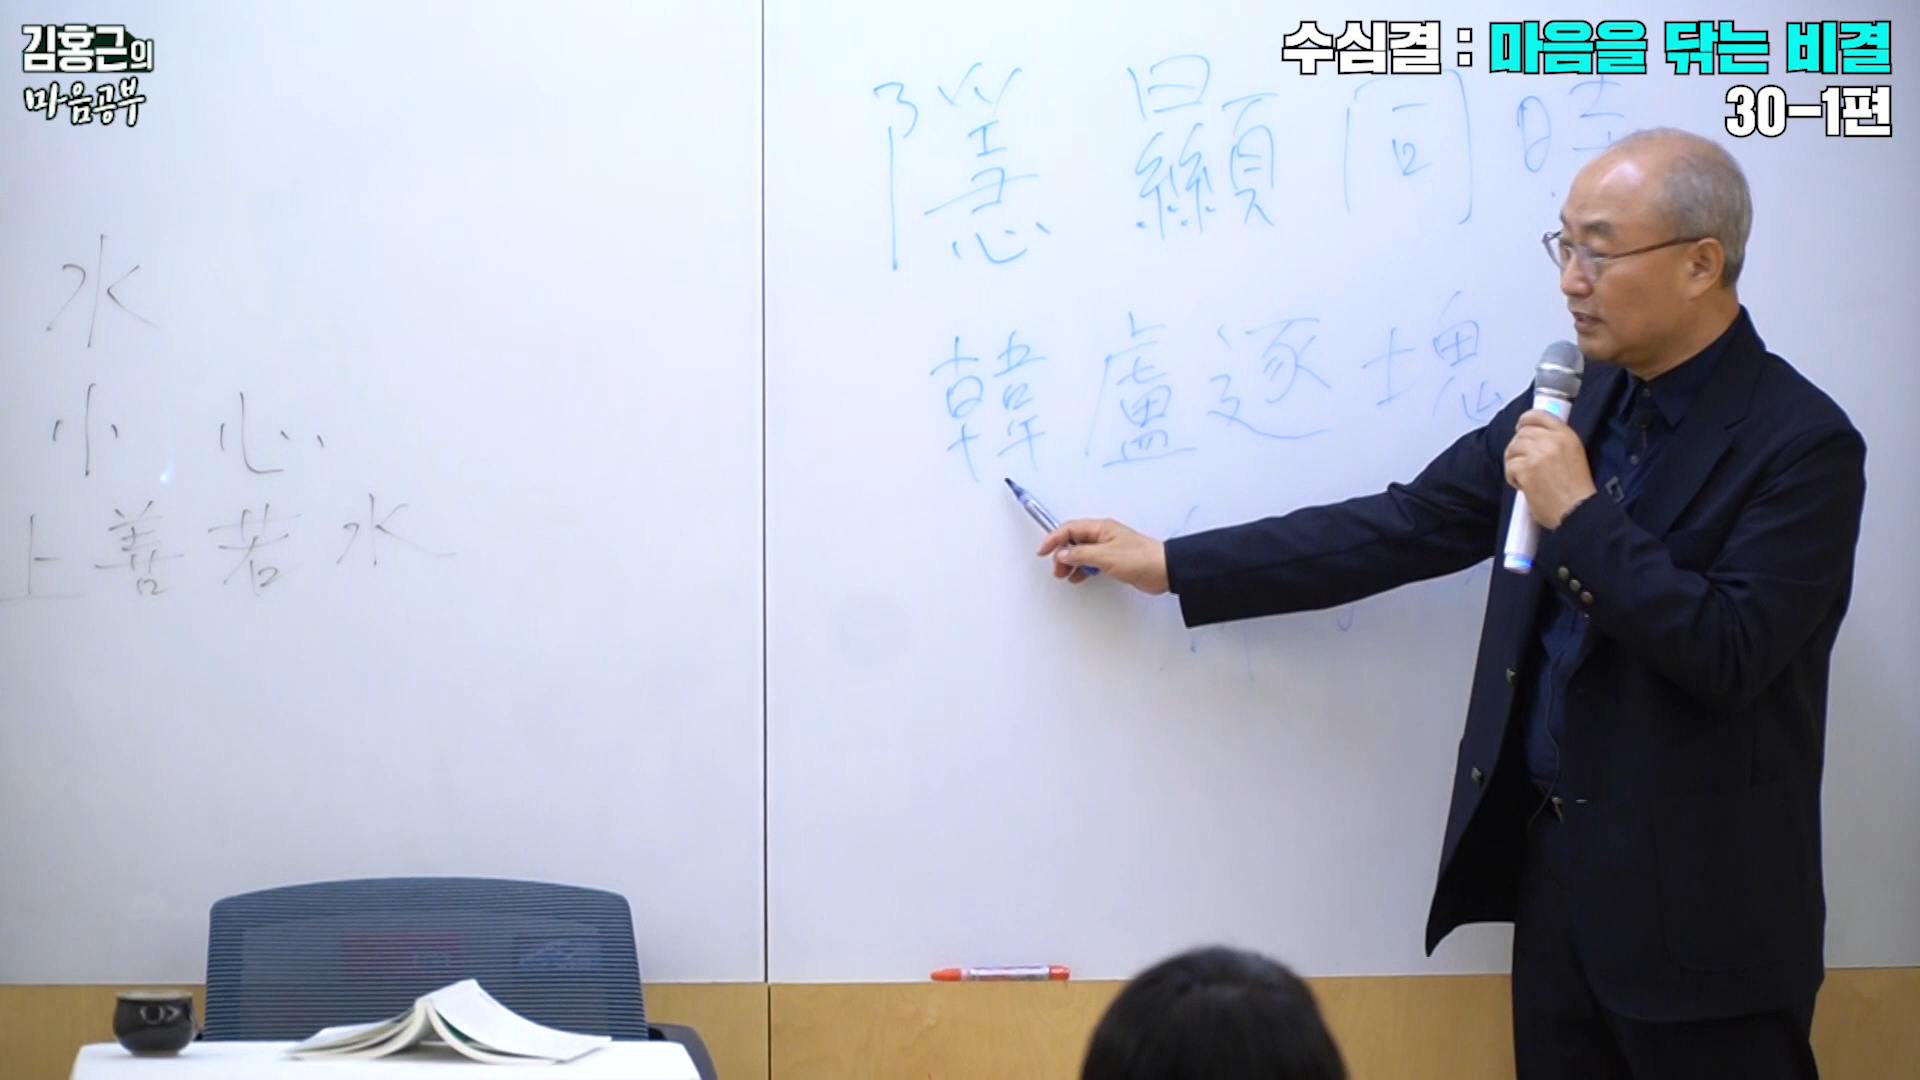 김홍근의
마음공부
수심결 : 마음을 닦는 비결
30-1편
水
小 心
上善若水
隱顯同時
韓盧逐塊